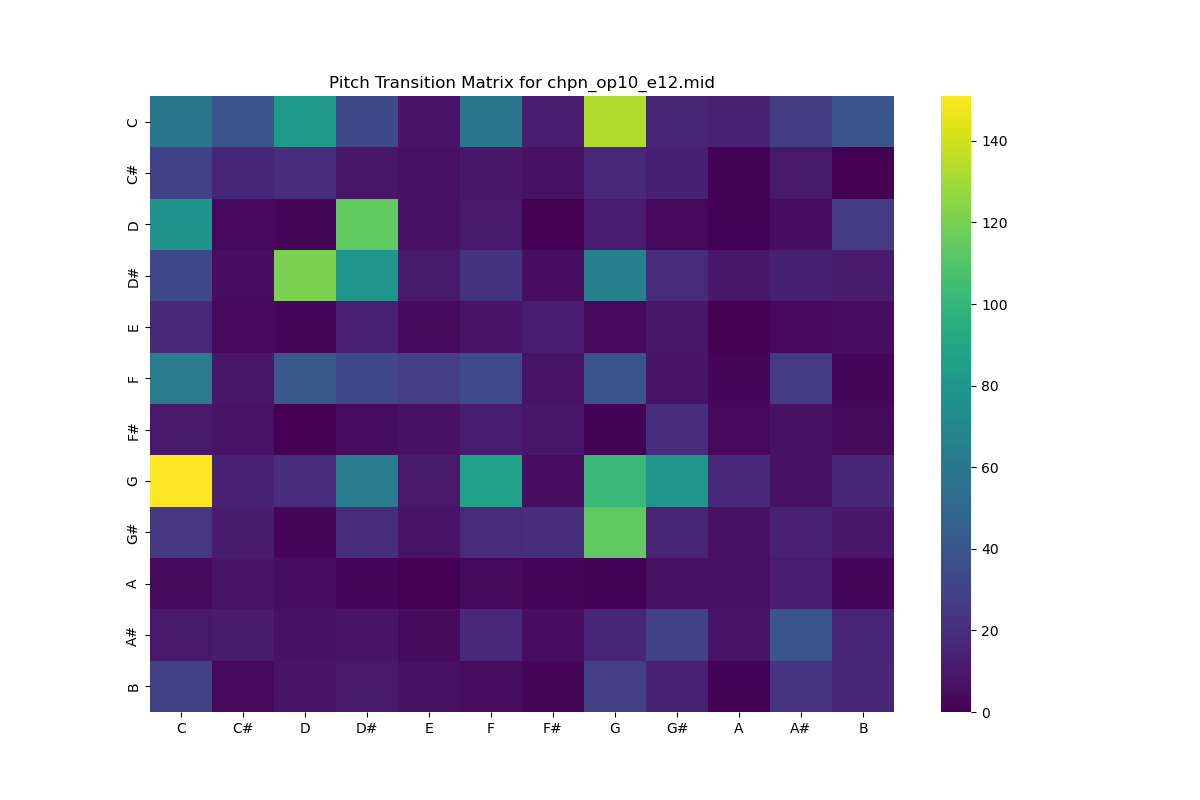 Pitch Transition Matrix for chpn_op10_e12.mid
C
C#
D
D#
E
F
F#
G
G#
A
A#
B
C C# D D# E F F# G G# A A# B
140
120
100
80
60
40
20
0